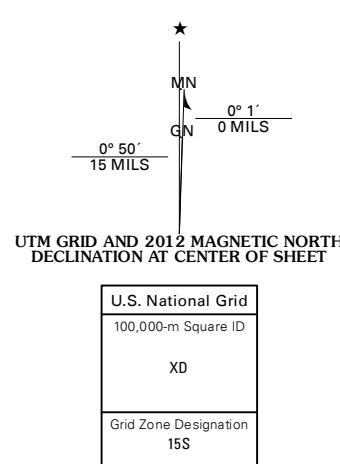 ★
MN
0° 1´
0 MILS
GN
0° 50´
15 MILS
UTM GRID AND 2012 MAGNETIC NORTH
DECLINATION AT CENTER OF SHEET
U.S. National Grid
100,000-m Square ID
XD
Grid Zone Designation
15S